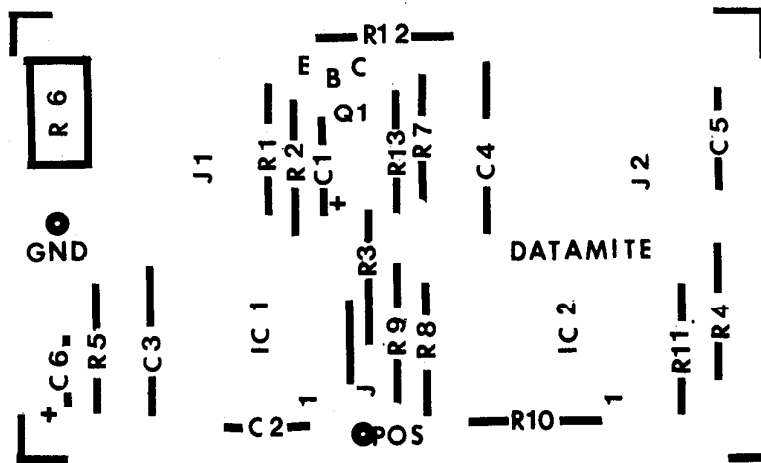 R12
E B C
Q1
R 6
J1
R1
R2
C1
+
R13
R7
C4
J2
C5
GND
R3
DATAMITE
C6
+
R5
C3
IC 1
1
J
R9
R8
IC 2
1
R11
R4
C2
POS
R10